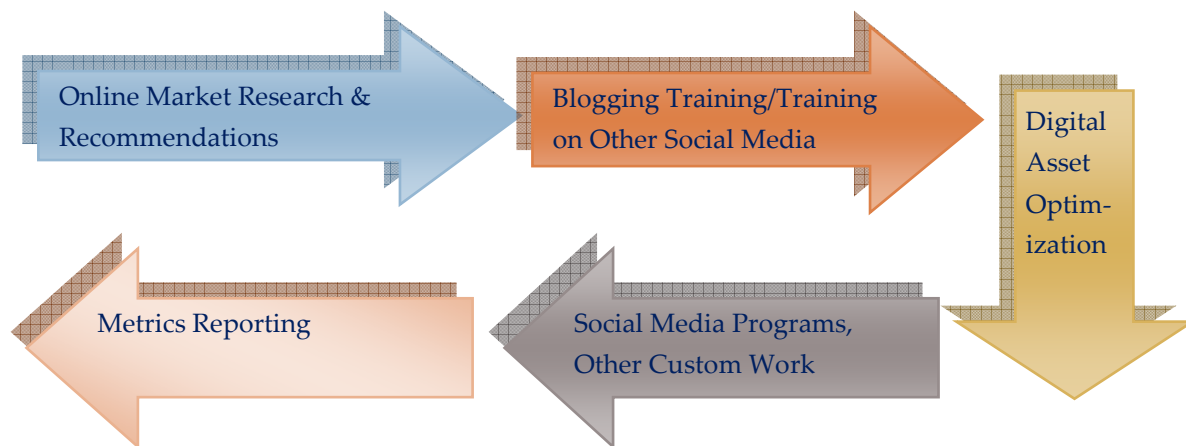 Online Market Research &
Recommendations
Blogging Training/Training
on Other Social Media
Digital
Asset
Optim-
ization
Social Media Programs,
Other Custom Work
Metrics Reporting